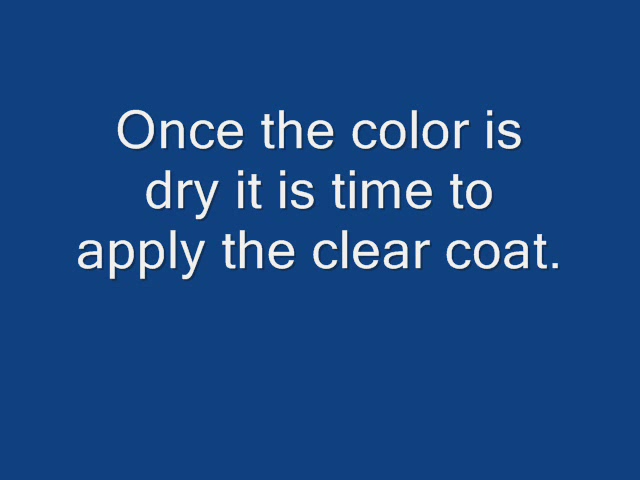 Once the color is
dry it is time to
apply the clear coat.